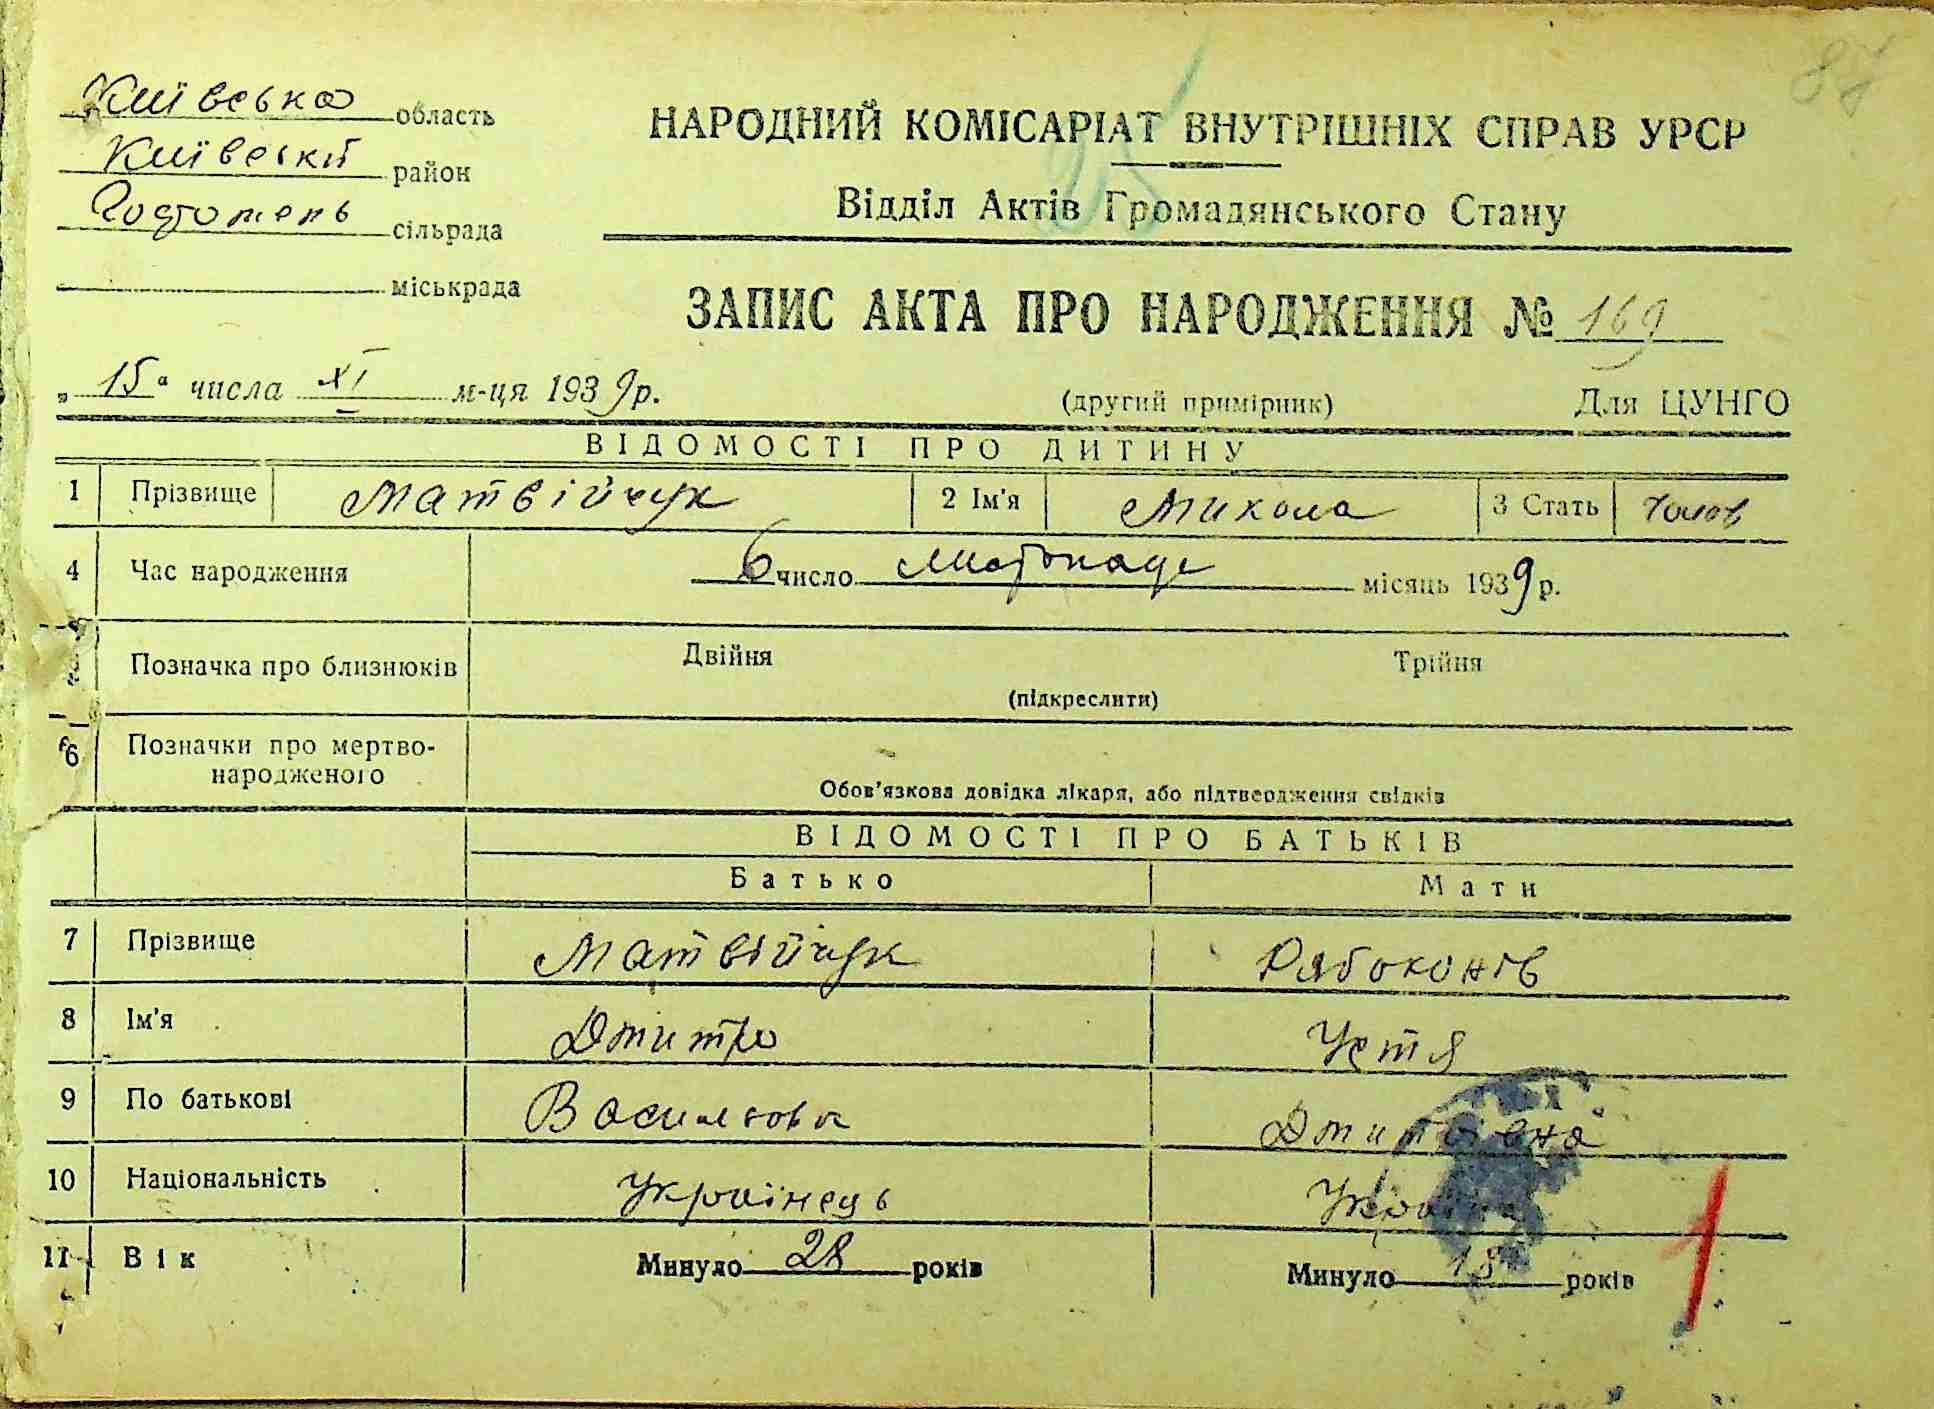 87
Київська область
Київський район
Гостомель сільрада
міськрада
НАРОДНИЙ КОМІСАРІАТ ВНУТРІШНІХ СПРАВ УРСР
Відділ Актів Громадянського Стану
ЗАПИС АКТА ПРО НАРОДЖЕННЯ № 169
„ 15 " числа XI м-ця 1939 р.
(другий примірник)
Для ЦУНГО
ВІДОМОСТІ ПРО ДИТИНУ
1 Прізвище Матвійчук 2 Ім'я Микола 3 Стать Чолов
4 Час народження 6 число листопада місяць 1939 р.
Позначка про близнюків Двійня Трійня
(підкреслити)
6 Позначки про мертво-
народженого
Обов'язкова довідка лікаря, або підтвердження свідків
ВІДОМОСТІ ПРО БАТЬКІВ
Батько Мати
7 Прізвище Матвійчук Рябоконів
8 Ім'я Дмитро Устя
9 По батькові Васильов Дмитрівна
10 Національність Українець
11 Вік Минуло 28 років Минуло 18 років
1